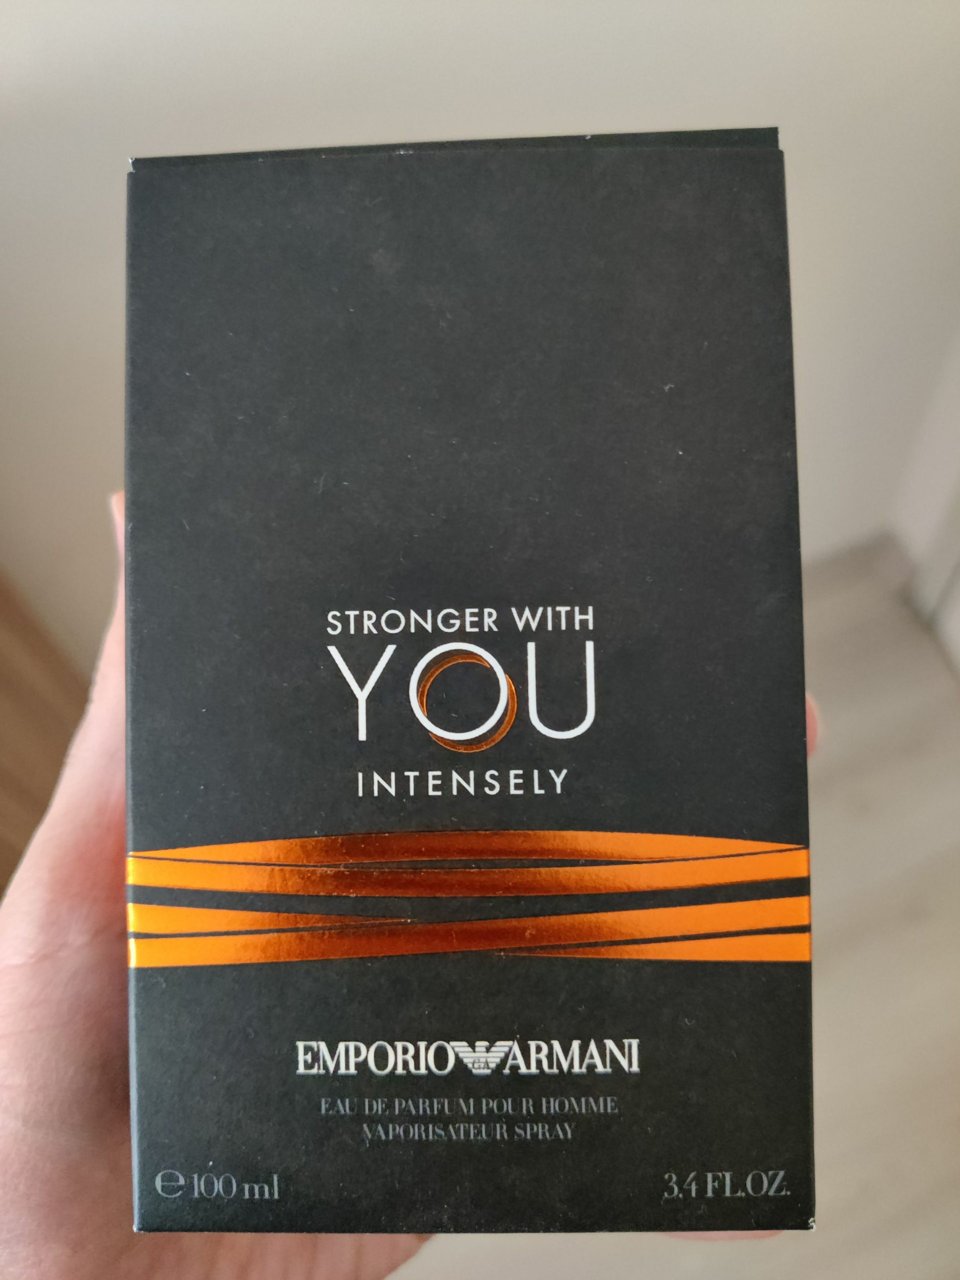 STRONGER WITH
YOU
INTENSELY
EMPORIO GA ARMANI
EAU DE PARFUM POUR HOMME
VAPORISATEUR SPRAY
℮ 100 ml
3.4 FL.OZ.